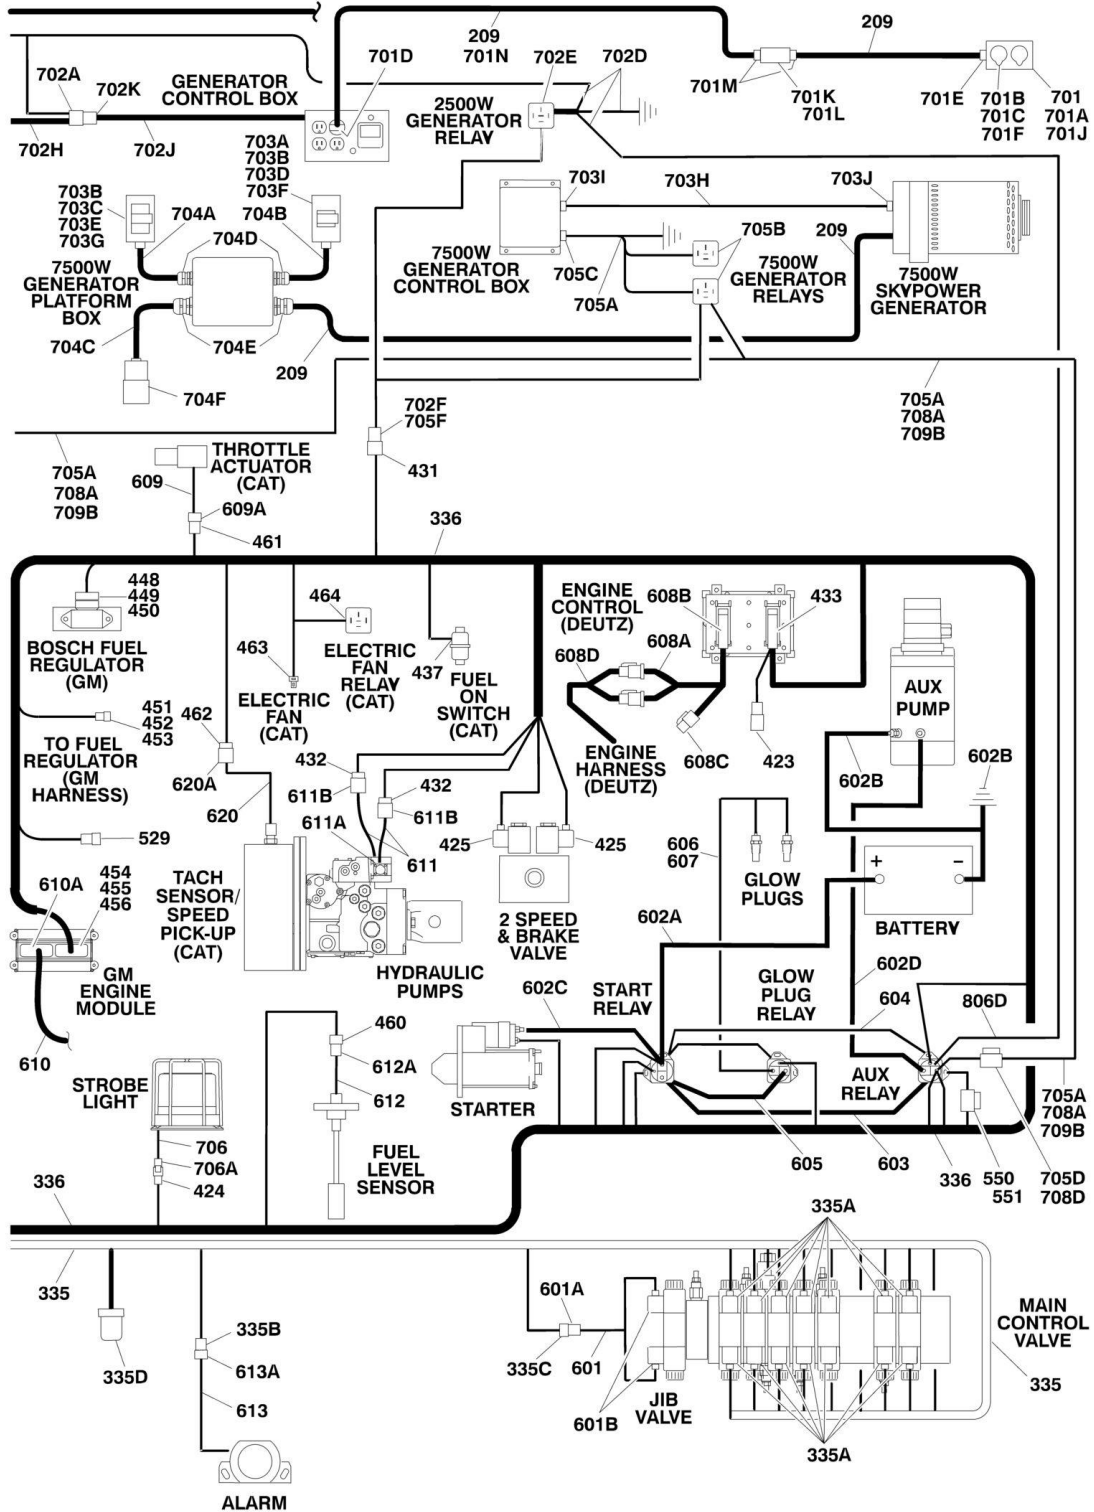 209
701N
701D
702E
702D
209
702A
702K
GENERATOR
CONTROL BOX
701M
701K
701L
701E
701B
701C
701F
701
701A
701J
2500W
GENERATOR
RELAY
702H
702J
703A
703B
703D
703F
703B
703C
703E
703G
704A
704B
704D
7500W
GENERATOR
PLATFORM
BOX
704C
704E
209
704F
703I
703H
703J
705B
209
7500W
GENERATOR
CONTROL BOX
705C
705A
7500W
GENERATOR
RELAYS
7500W
SKYPOWER
GENERATOR
702F
705F
431
705A
708A
709B
705A
708A
709B
THROTTLE
ACTUATOR
(CAT)
609
609A
461
336
448
449
450
BOSCH FUEL
REGULATOR
(GM)
464
463
ELECTRIC
FAN
RELAY
(CAT)
ELECTRIC
FAN
(CAT)
437
FUEL
ON
SWITCH
(CAT)
ENGINE
CONTROL
(DEUTZ)
608B
433
608A
608D
608C
423
ENGINE
HARNESS
(DEUTZ)
AUX
PUMP
602B
602B
451
452
453
TO FUEL
REGULATOR
(GM
HARNESS)
462
620A
620
432
611B
432
611B
611A
611
425
425
529
606
607
GLOW
PLUGS
+
−
BATTERY
610A
454
455
456
GM
ENGINE
MODULE
610
TACH
SENSOR/
SPEED
PICK-UP
(CAT)
HYDRAULIC
PUMPS
2 SPEED
& BRAKE
VALVE
602A
602C
START
RELAY
GLOW
PLUG
RELAY
602D
604
806D
STROBE
LIGHT
460
612A
612
STARTER
AUX
RELAY
705A
708A
709B
706
706A
424
FUEL
LEVEL
SENSOR
605
603
336
550
551
705D
708D
336
335
335D
335B
613A
613
ALARM
601A
335C
601
601B
JIB
VALVE
335A
335A
MAIN
CONTROL
VALVE
335